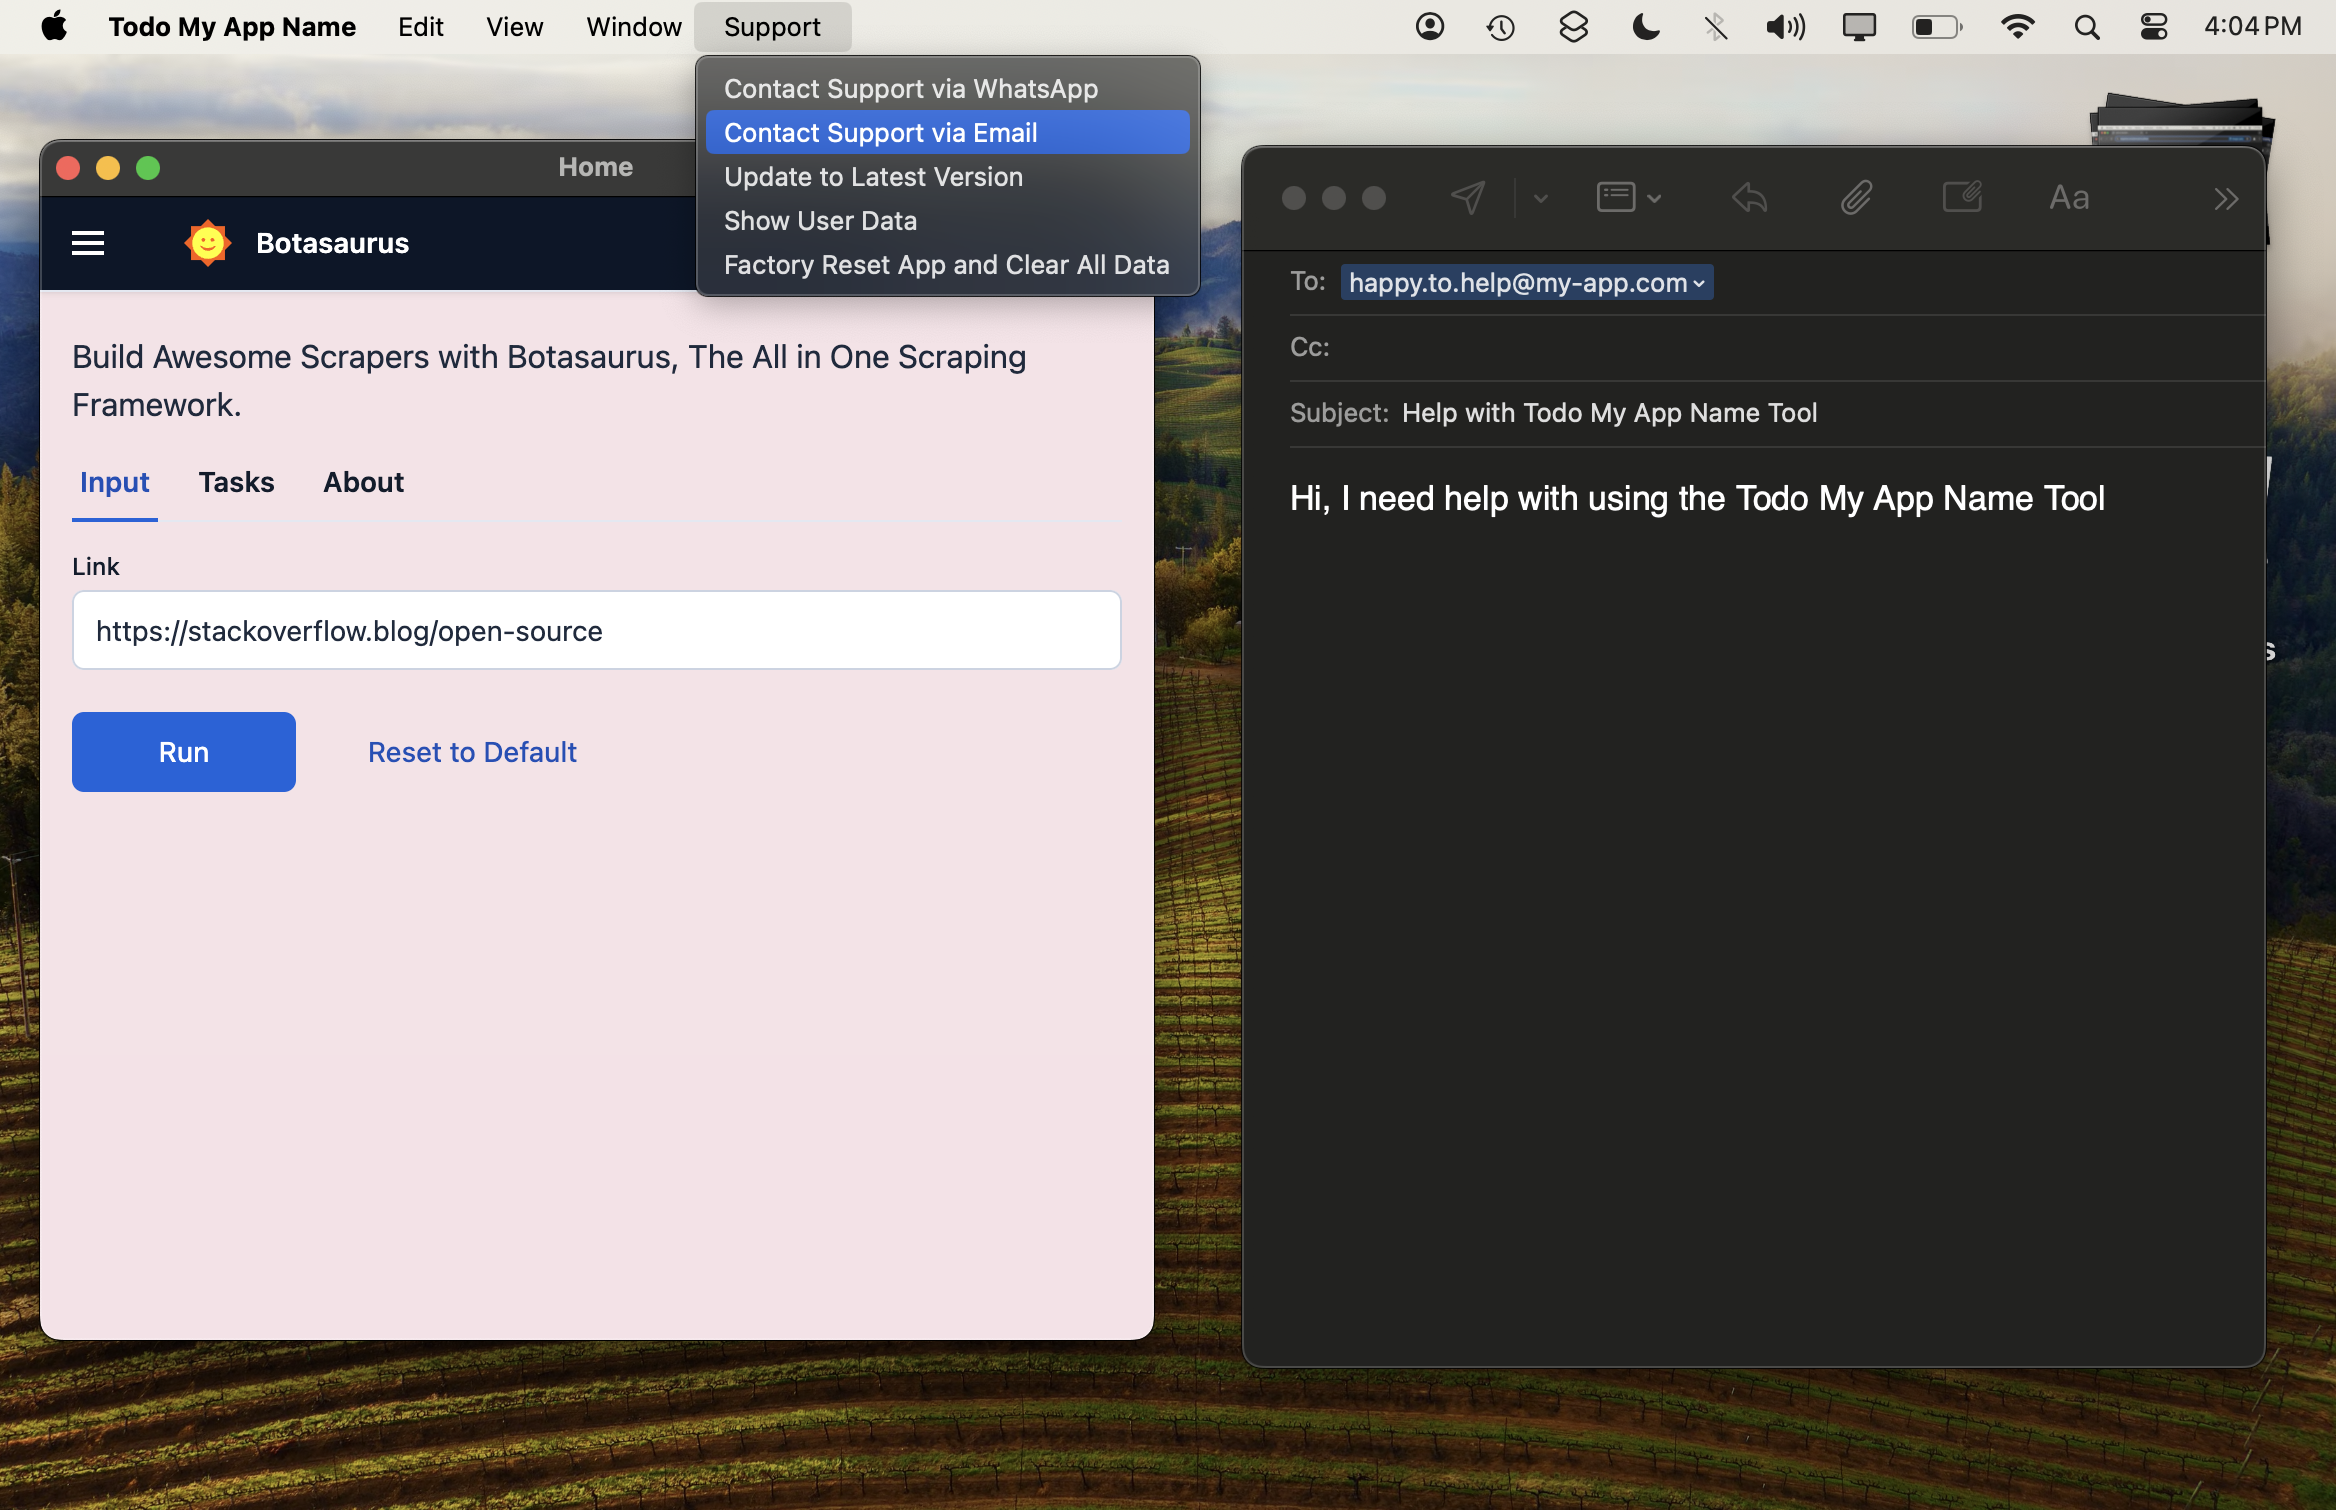 Todo My App Name Edit View Window Support 4:04 PM
Contact Support via WhatsApp
Contact Support via Email
Update to Latest Version
Show User Data
Factory Reset App and Clear All Data
Home
Botasaurus
Build Awesome Scrapers with Botasaurus, The All in One Scraping
Framework.
Input Tasks About
Link
https://stackoverflow.blog/open-source
Run Reset to Default
Aa
To: happy.to.help@my-app.com
Cc:
Subject: Help with Todo My App Name Tool
Hi, I need help with using the Todo My App Name Tool
s